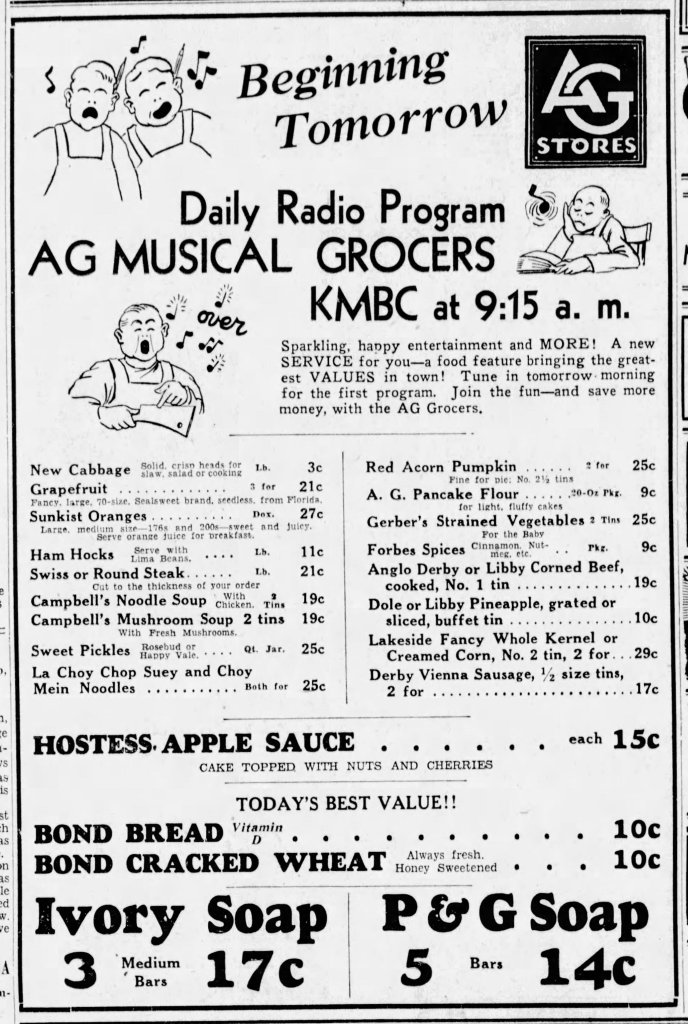 Beginning
Tomorrow
AG
STORES
Daily Radio Program
AG MUSICAL GROCERS
KMBC at 9:15 a. m.
over
Sparkling, happy entertainment and MORE! A new
SERVICE for you—a food feature bringing the great-
est VALUES in town! Tune in tomorrow morning
for the first program. Join the fun—and save more
money, with the AG Grocers.
New Cabbage Solid, crisp heads for slaw, salad or cooking Lb. 3c
Grapefruit . . . . . . . . . . . . 3 for 21c
Fancy, large, 70-size. Sealsweet brand, seedless, from Florida.
Sunkist Oranges . . . . . . . . . Doz. 27c
Large, medium size—176s and 200s—sweet and juicy.
Serve orange juice for breakfast.
Ham Hocks Serve with Lima Beans. . . . . Lb. 11c
Swiss or Round Steak . . . . . . Lb. 21c
Cut to the thickness of your order
Campbell's Noodle Soup With Chicken. 2 Tins 19c
Campbell's Mushroom Soup 2 tins 19c
With Fresh Mushrooms.
Sweet Pickles Rosebud or Happy Vale. . . . . Qt. Jar. 25c
La Choy Chop Suey and Choy
Mein Noodles . . . . . . . . . . . Both for 25c
Red Acorn Pumpkin . . . . . . 2 for 25c
Fine for pie; No. 2½ tins
A. G. Pancake Flour . . . . . .20-Oz Pkg. 9c
for light, fluffy cakes
Gerber's Strained Vegetables 2 Tins 25c
For the Baby
Forbes Spices Cinnamon, Nutmeg, etc. . . Pkg. 9c
Anglo Derby or Libby Corned Beef,
cooked, No. 1 tin . . . . . . . . . . . . . . .19c
Dole or Libby Pineapple, grated or
sliced, buffet tin . . . . . . . . . . . . . . . .10c
Lakeside Fancy Whole Kernel or
Creamed Corn, No. 2 tin, 2 for . . .29c
Derby Vienna Sausage, ½ size tins,
2 for . . . . . . . . . . . . . . . . . . . . . . . .17c
HOSTESS APPLE SAUCE . . . . . . each 15c
CAKE TOPPED WITH NUTS AND CHERRIES
TODAY'S BEST VALUE!!
BOND BREAD Vitamin D . . . . . . . . . . 10c
BOND CRACKED WHEAT Always fresh. Honey Sweetened . . . 10c
Ivory Soap
3 Medium Bars 17c
P & G Soap
5 Bars 14c